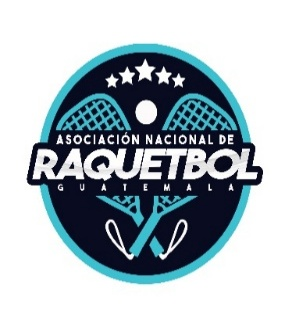 ASOCIACIÓN NACIONAL DE
RAQUETBOL
GUATEMALA